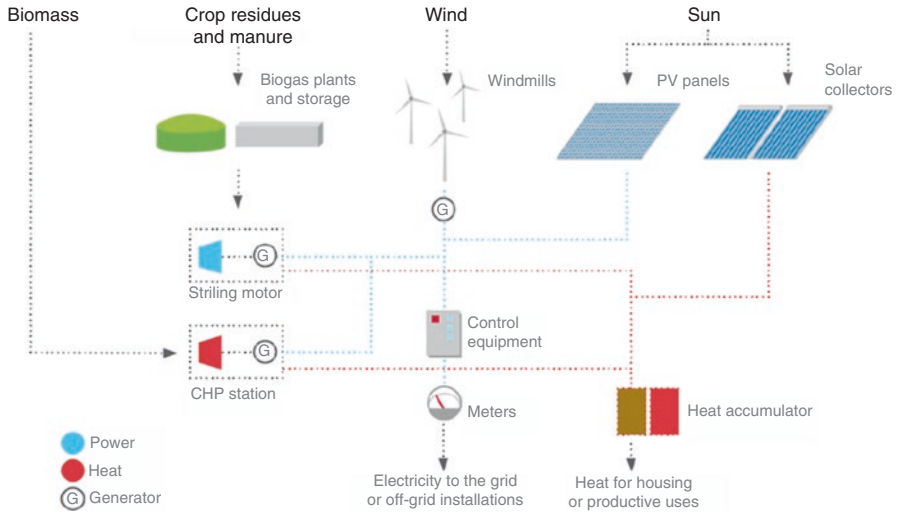 Biomass
Crop residues
and manure
Wind
Sun
Biogas plants
and storage
Windmills
PV panels
Solar
collectors
G
G
Striling motor
Control
equipment
G
CHP station
Meters
Heat accumulator
Power
Heat
G Generator
Electricity to the grid
or off-grid installations
Heat for housing
or productive uses